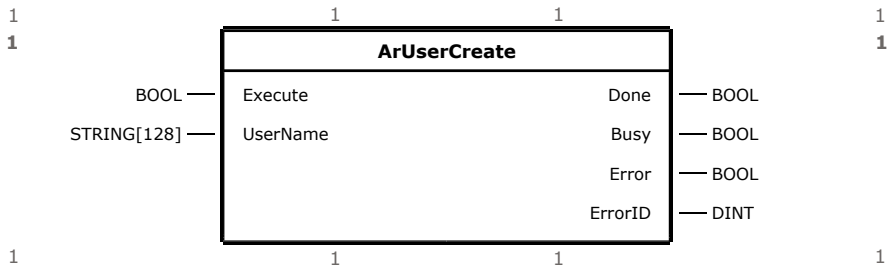 1 1 1 1
1 ArUserCreate 1
BOOL Execute Done BOOL
STRING[128] UserName Busy BOOL
Error BOOL
ErrorID DINT
1 1 1 1